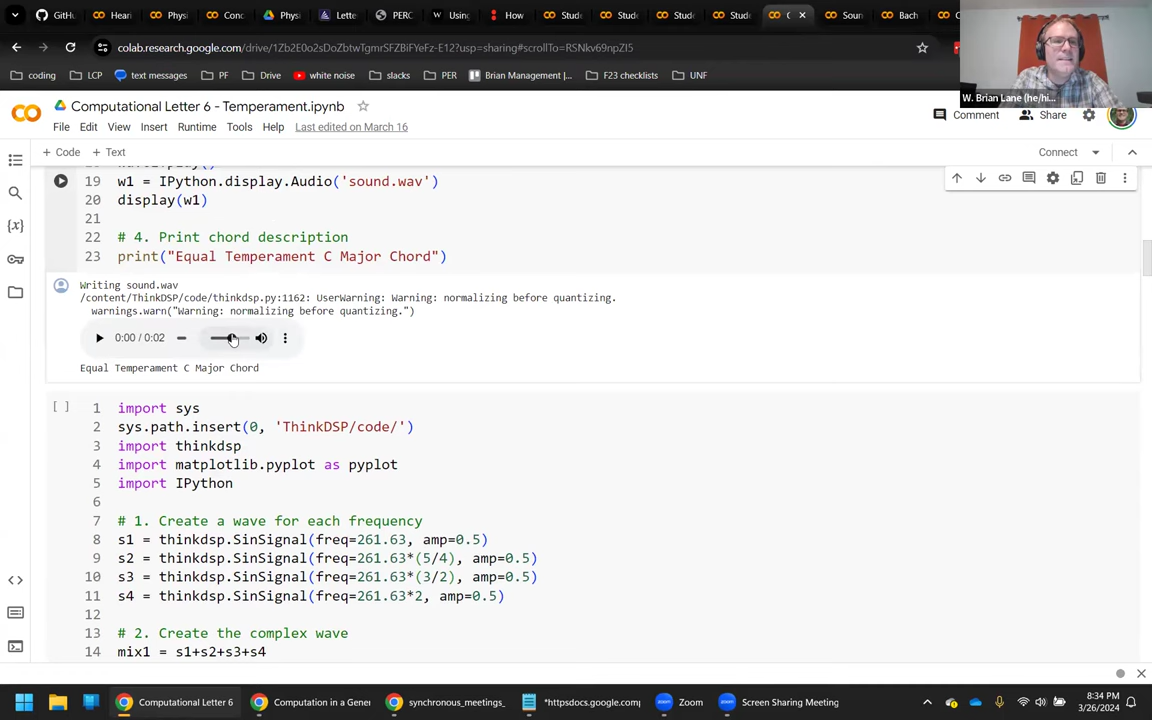 GitHu
Hean
Physi
Conc
Physi
Lette
PERC
W Using
How
Stude
Stude
Stude
Stude
C
Soun
Bach
colab.research.google.com/drive/1Zb2E0o2sDoZbtwTgmrSFZBiFYeFz-E12?usp=sharing#scrollTo=RSNkv69npZI5
coding
LCP
text messages
PF
Drive
white noise
slacks
PER
Brian Management |...
F23 checklists
UNF
W. Brian Lane (he/hi...
Computational Letter 6 - Temperament.ipynb
File Edit View Insert Runtime Tools Help Last edited on March 16
Comment
Share
+ Code + Text
Connect
19 w1 = IPython.display.Audio('sound.wav')
20 display(w1)
21
22 # 4. Print chord description
23 print("Equal Temperament C Major Chord")
Writing sound.wav
/content/ThinkDSP/code/thinkdsp.py:1162: UserWarning: Warning: normalizing before quantizing.
warnings.warn("Warning: normalizing before quantizing.")
0:00 / 0:02
Equal Temperament C Major Chord
[ ]
1 import sys
2 sys.path.insert(0, 'ThinkDSP/code/')
3 import thinkdsp
4 import matplotlib.pyplot as pyplot
5 import IPython
6
7 # 1. Create a wave for each frequency
8 s1 = thinkdsp.SinSignal(freq=261.63, amp=0.5)
9 s2 = thinkdsp.SinSignal(freq=261.63*(5/4), amp=0.5)
10 s3 = thinkdsp.SinSignal(freq=261.63*(3/2), amp=0.5)
11 s4 = thinkdsp.SinSignal(freq=261.63*2, amp=0.5)
12
13 # 2. Create the complex wave
14 mix1 = s1+s2+s3+s4
Computational Letter 6
Computation in a Gene
synchronous_meetings_
*httpsdocs.google.com
Zoom
Screen Sharing Meeting
8:34 PM
3/26/2024